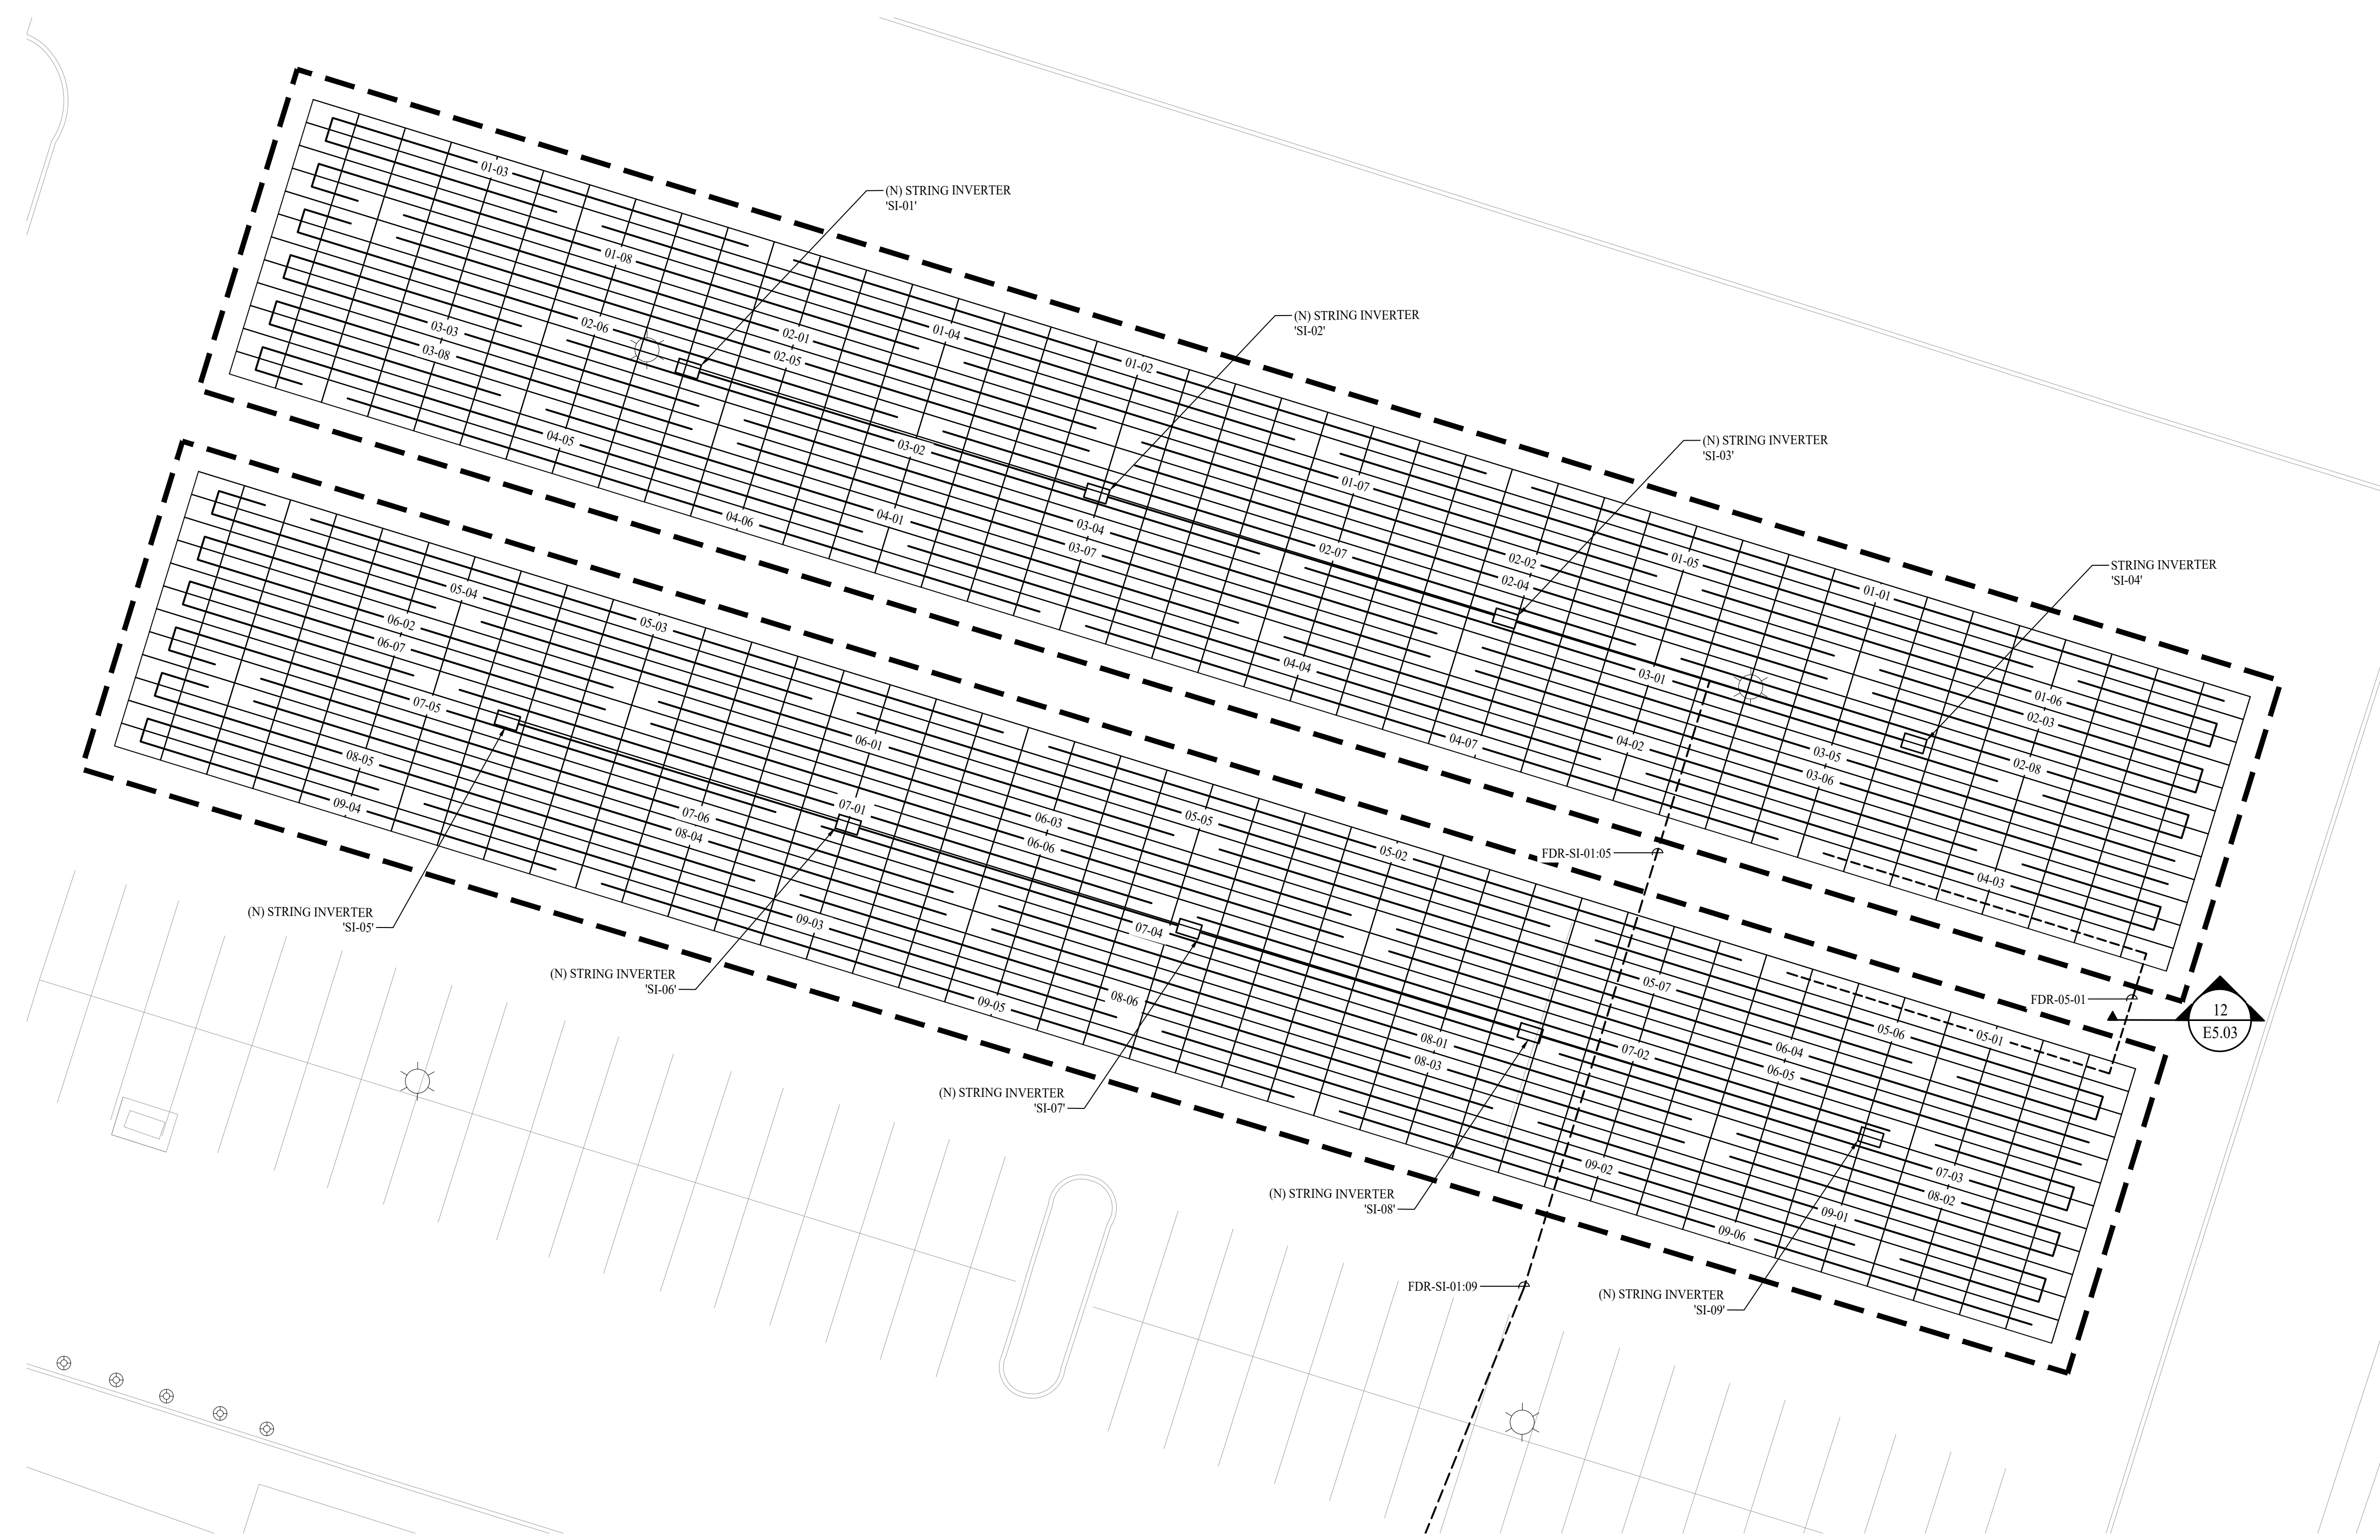 01-03
(N) STRING INVERTER
'SI-01'
01-08
(N) STRING INVERTER
'SI-02'
03-03
02-06
02-01
01-04
03-08
02-05
01-02
(N) STRING INVERTER
'SI-03'
04-05
03-02
01-07
04-06
04-01
03-04
02-07
02-02
01-05
03-07
02-04
01-01
STRING INVERTER
'SI-04'
04-04
03-01
01-06
02-03
04-07
04-02
03-05
02-08
03-06
04-03
05-04
05-03
06-02
06-07
07-05
06-01
08-05
07-01
06-03
05-05
09-04
07-06
06-06
05-02
08-04
FDR-SI-01:05
(N) STRING INVERTER
'SI-05'
09-03
07-04
(N) STRING INVERTER
'SI-06'
09-05
08-06
05-07
FDR-05-01
12
E5.03
08-01
07-02
06-04
05-06
05-01
08-03
06-05
(N) STRING INVERTER
'SI-07'
09-02
07-03
08-02
(N) STRING INVERTER
'SI-08'
09-01
09-06
FDR-SI-01:09
(N) STRING INVERTER
'SI-09'